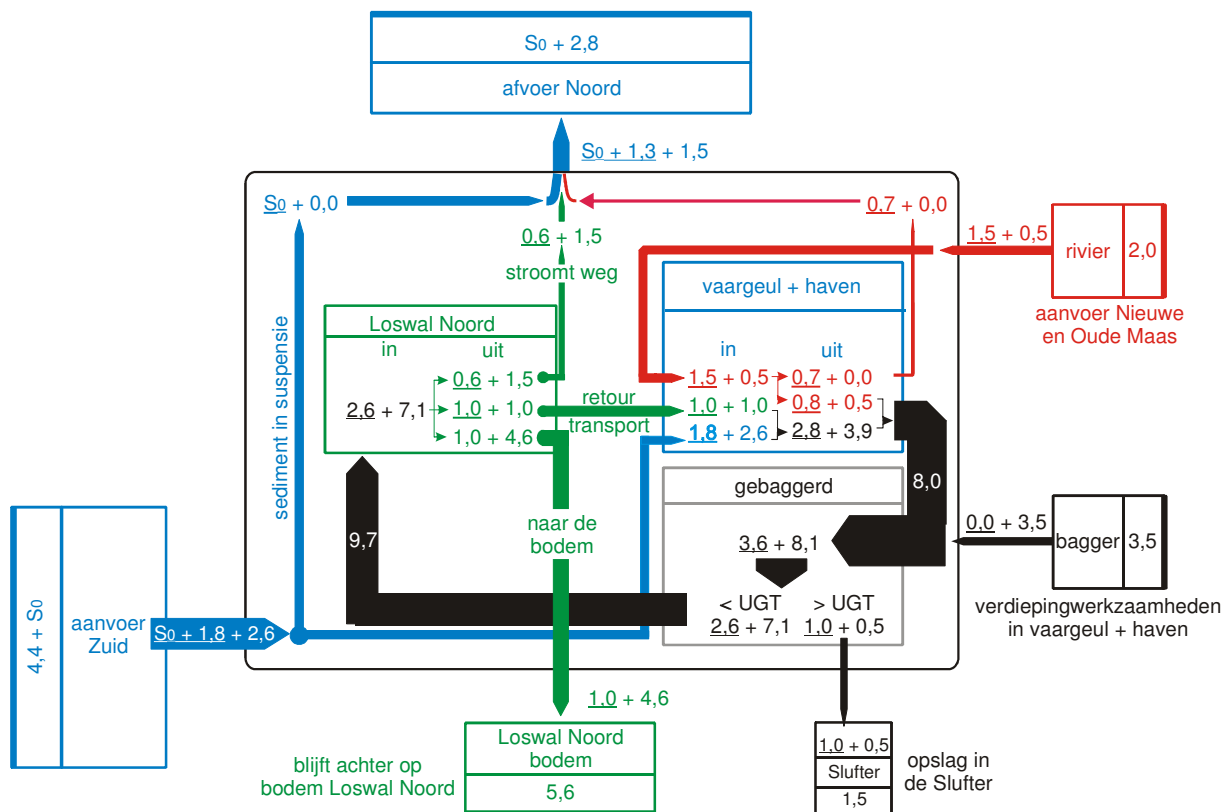 S0 + 2,8
afvoer Noord
S0 + 1,3 + 1,5
S0 + 0,0
0,7 + 0,0
0,6 + 1,5
stroomt weg
1,5 + 0,5
rivier
2,0
aanvoer Nieuwe
en Oude Maas
sediment in suspensie
vaargeul + haven
in
uit
1,5 + 0,5
0,7 + 0,0
1,0 + 1,0
0,8 + 0,5
1,8 + 2,6
2,8 + 3,9
Loswal Noord
in
uit
0,6 + 1,5
2,6 + 7,1
1,0 + 1,0
1,0 + 4,6
retour
transport
8,0
gebaggerd
3,6 + 8,1
< UGT
> UGT
2,6 + 7,1
1,0 + 0,5
9,7
naar de
bodem
0,0 + 3,5
bagger
3,5
verdiepingwerkzaamheden
in vaargeul + haven
4,4 + S0
aanvoer
Zuid
S0 + 1,8 + 2,6
1,0 + 4,6
Loswal Noord
bodem
5,6
blijft achter op
bodem Loswal Noord
1,0 + 0,5
Slufter
1,5
opslag in
de Slufter